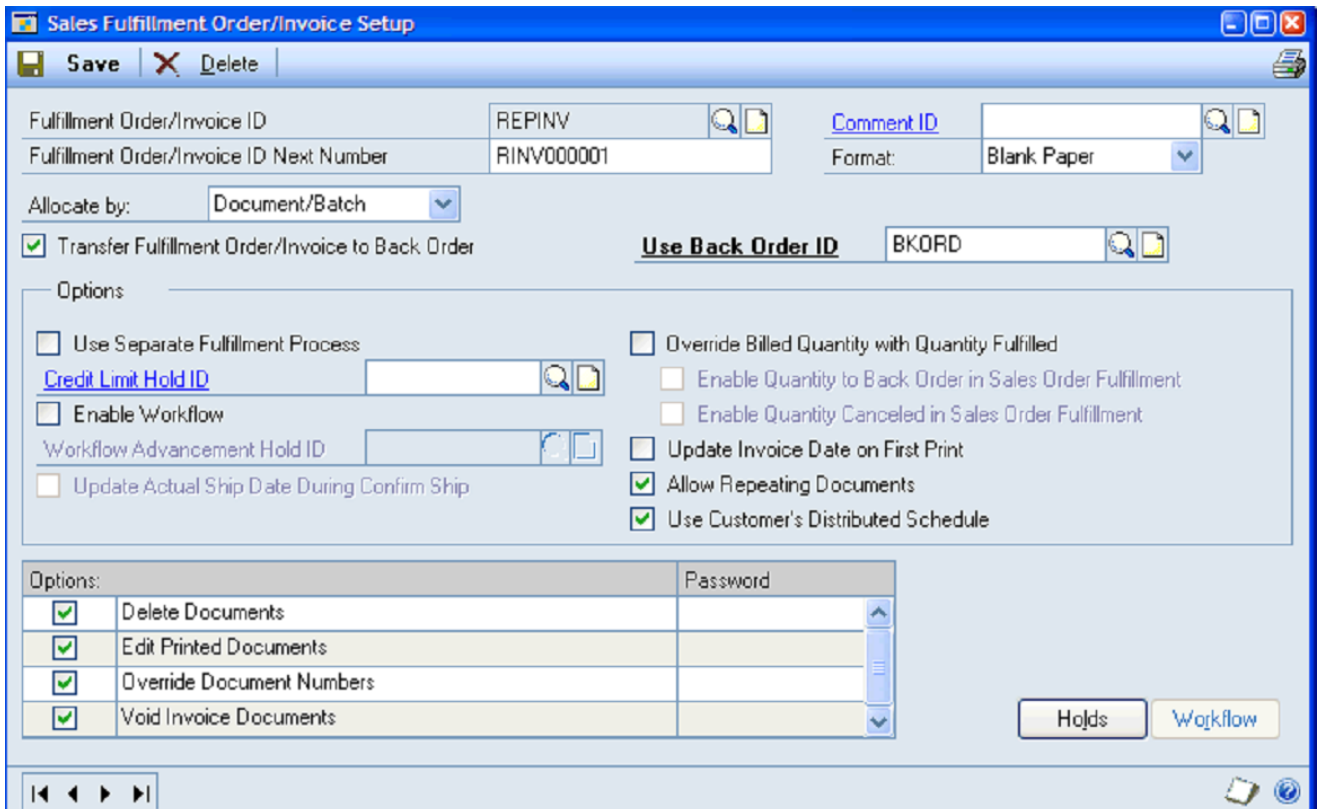 Sales Fulfillment Order/Invoice Setup
Save Delete
Fulfillment Order/Invoice ID REPINV Comment ID
Fulfillment Order/Invoice ID Next Number RINV000001 Format: Blank Paper
Allocate by: Document/Batch
Transfer Fulfillment Order/Invoice to Back Order Use Back Order ID BKORD
Options
Use Separate Fulfillment Process Override Billed Quantity with Quantity Fulfilled
Credit Limit Hold ID Enable Quantity to Back Order in Sales Order Fulfillment
Enable Workflow Enable Quantity Canceled in Sales Order Fulfillment
Workflow Advancement Hold ID Update Invoice Date on First Print
Update Actual Ship Date During Confirm Ship Allow Repeating Documents
Use Customer's Distributed Schedule
Options: Password
Delete Documents
Edit Printed Documents
Override Document Numbers
Void Invoice Documents
Holds Workflow